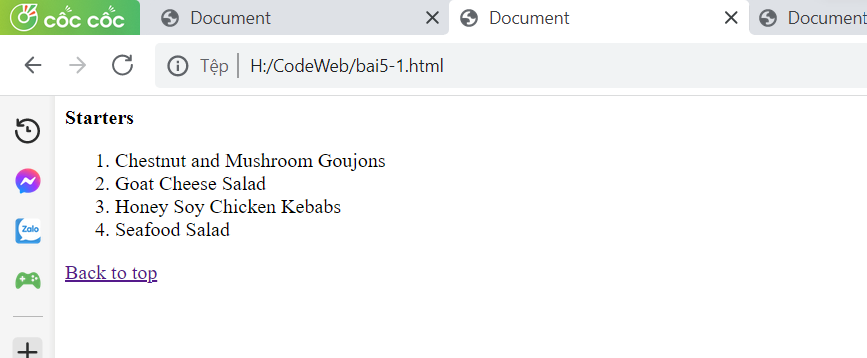 cốc cốc
Document
Document
Document
Tệp
H:/CodeWeb/bai5-1.html
Starters
1. Chestnut and Mushroom Goujons
2. Goat Cheese Salad
3. Honey Soy Chicken Kebabs
4. Seafood Salad
Zalo
Back to top